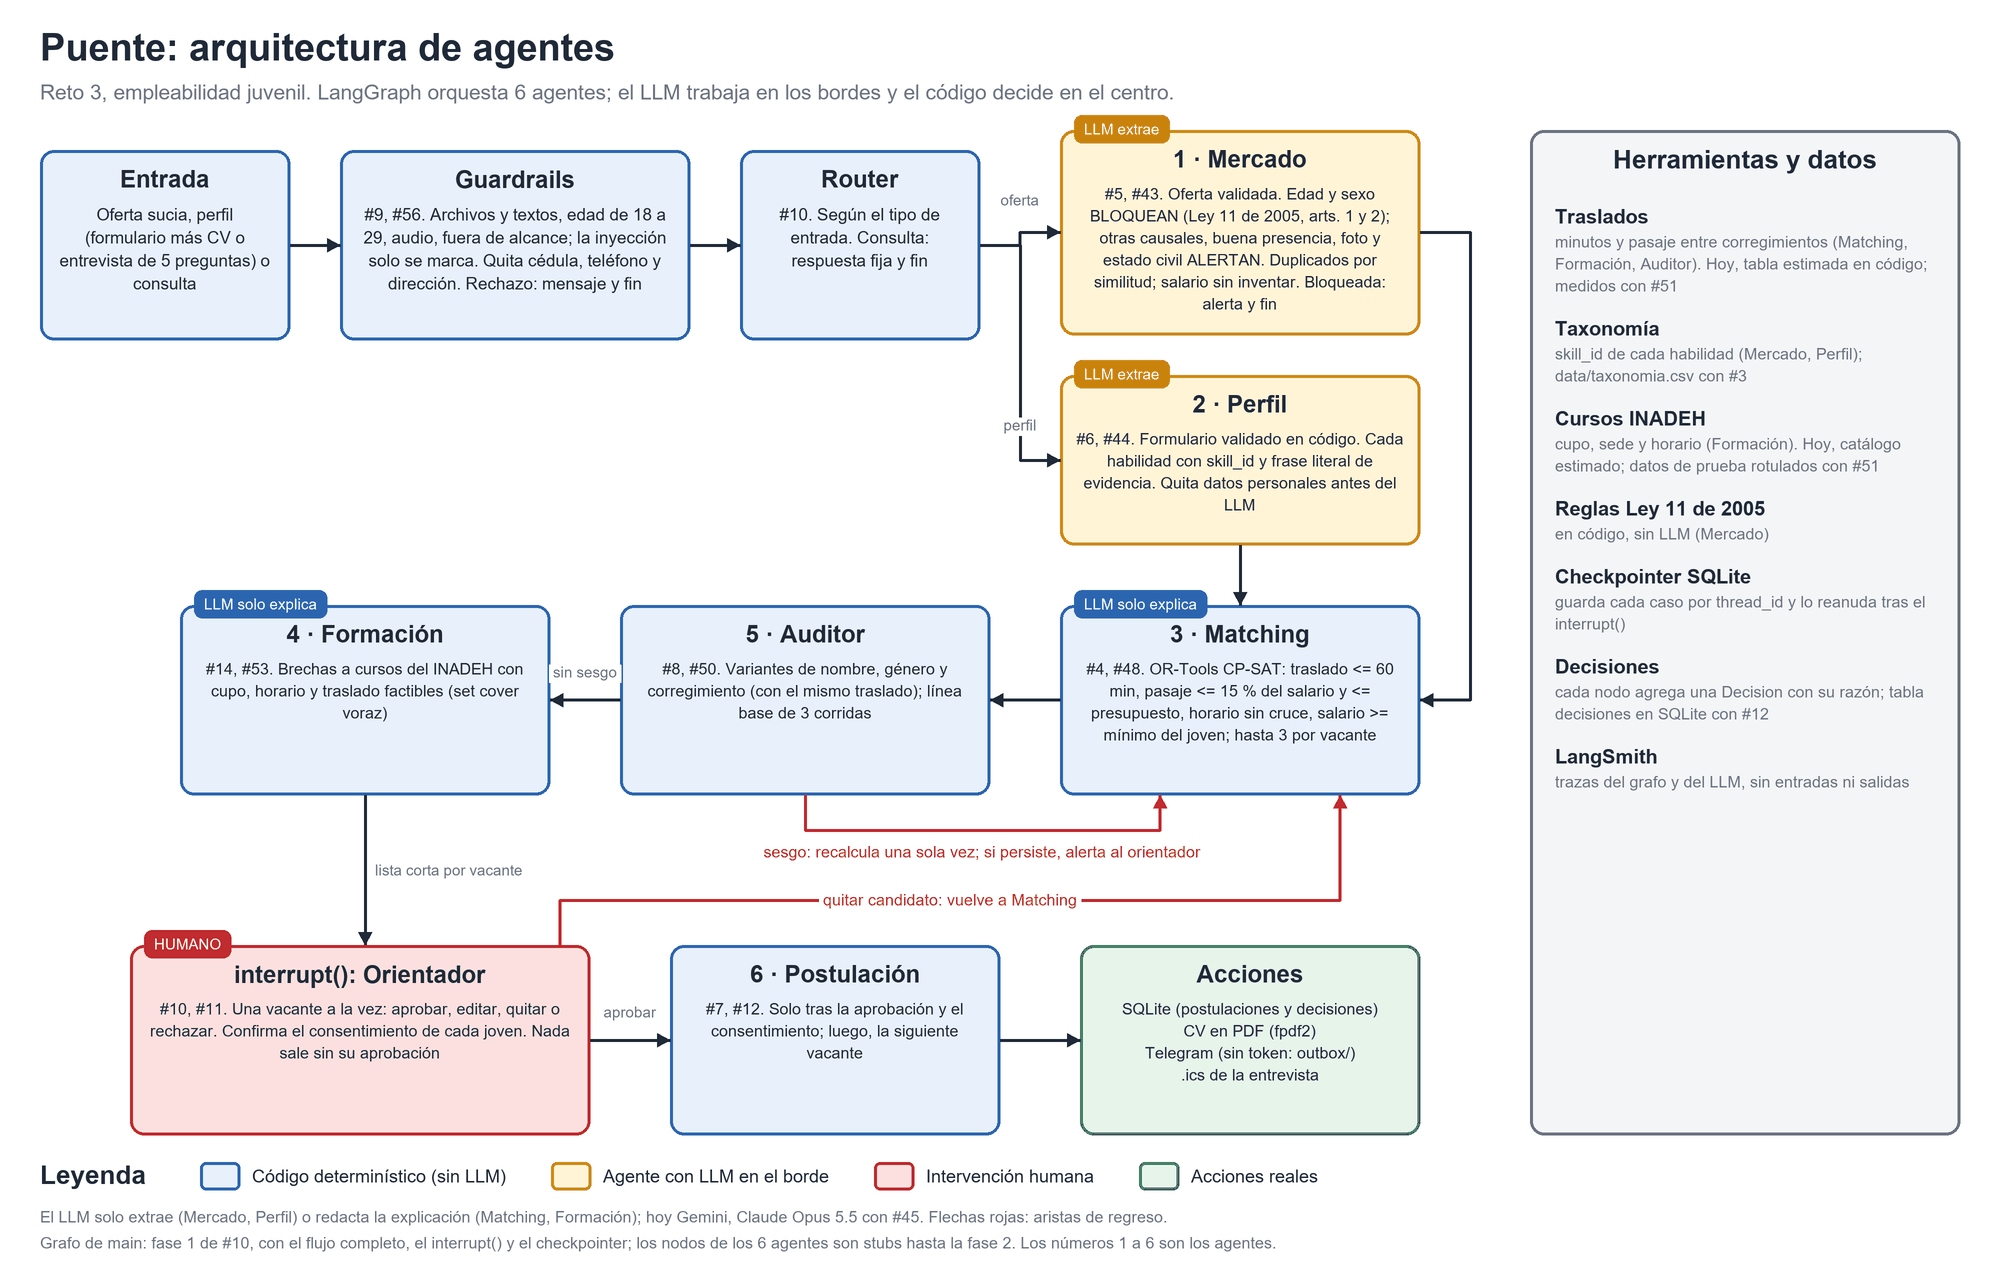 Puente: arquitectura de agentes
Reto 3, empleabilidad juvenil. LangGraph orquesta 6 agentes; el LLM trabaja en los bordes y el código decide en el centro.
Entrada
Oferta sucia, perfil
(formulario más CV o
entrevista de 5 preguntas) o
consulta
Guardrails
#9, #56. Archivos y textos, edad de 18 a
29, audio, fuera de alcance; la inyección
solo se marca. Quita cédula, teléfono y
dirección. Rechazo: mensaje y fin
Router
#10. Según el tipo de
entrada. Consulta:
respuesta fija y fin
oferta
perfil
LLM extrae
1 · Mercado
#5, #43. Oferta validada. Edad y sexo
BLOQUEAN (Ley 11 de 2005, arts. 1 y 2);
otras causales, buena presencia, foto y
estado civil ALERTAN. Duplicados por
similitud; salario sin inventar. Bloqueada:
alerta y fin
LLM extrae
2 · Perfil
#6, #44. Formulario validado en código. Cada
habilidad con skill_id y frase literal de
evidencia. Quita datos personales antes del
LLM
LLM solo explica
3 · Matching
#4, #48. OR-Tools CP-SAT: traslado <= 60
min, pasaje <= 15 % del salario y <=
presupuesto, horario sin cruce, salario >=
mínimo del joven; hasta 3 por vacante
5 · Auditor
#8, #50. Variantes de nombre, género y
corregimiento (con el mismo traslado); línea
base de 3 corridas
sin sesgo
LLM solo explica
4 · Formación
#14, #53. Brechas a cursos del INADEH con
cupo, horario y traslado factibles (set cover
voraz)
sesgo: recalcula una sola vez; si persiste, alerta al orientador
lista corta por vacante
quitar candidato: vuelve a Matching
HUMANO
interrupt(): Orientador
#10, #11. Una vacante a la vez: aprobar, editar, quitar o
rechazar. Confirma el consentimiento de cada joven. Nada
sale sin su aprobación
aprobar
6 · Postulación
#7, #12. Solo tras la aprobación y el
consentimiento; luego, la siguiente
vacante
Acciones
SQLite (postulaciones y decisiones)
CV en PDF (fpdf2)
Telegram (sin token: outbox/)
.ics de la entrevista
Herramientas y datos
Traslados
minutos y pasaje entre corregimientos (Matching,
Formación, Auditor). Hoy, tabla estimada en código;
medidos con #51
Taxonomía
skill_id de cada habilidad (Mercado, Perfil);
data/taxonomia.csv con #3
Cursos INADEH
cupo, sede y horario (Formación). Hoy, catálogo
estimado; datos de prueba rotulados con #51
Reglas Ley 11 de 2005
en código, sin LLM (Mercado)
Checkpointer SQLite
guarda cada caso por thread_id y lo reanuda tras el
interrupt()
Decisiones
cada nodo agrega una Decision con su razón; tabla
decisiones en SQLite con #12
LangSmith
trazas del grafo y del LLM, sin entradas ni salidas
Leyenda
Código determinístico (sin LLM)
Agente con LLM en el borde
Intervención humana
Acciones reales
El LLM solo extrae (Mercado, Perfil) o redacta la explicación (Matching, Formación); hoy Gemini, Claude Opus 5.5 con #45. Flechas rojas: aristas de regreso.
Grafo de main: fase 1 de #10, con el flujo completo, el interrupt() y el checkpointer; los nodos de los 6 agentes son stubs hasta la fase 2. Los números 1 a 6 son los agentes.